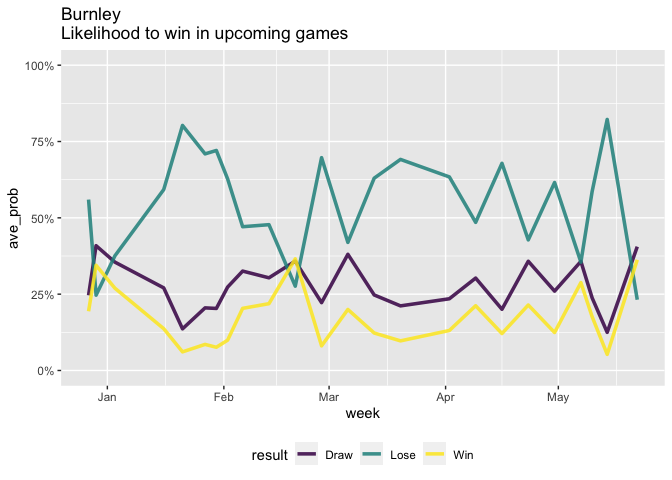 Burnley
Likelihood to win in upcoming games
100%
75%
50%
25%
0%
ave_prob
Jan Feb Mar Apr May
week
result Draw Lose Win